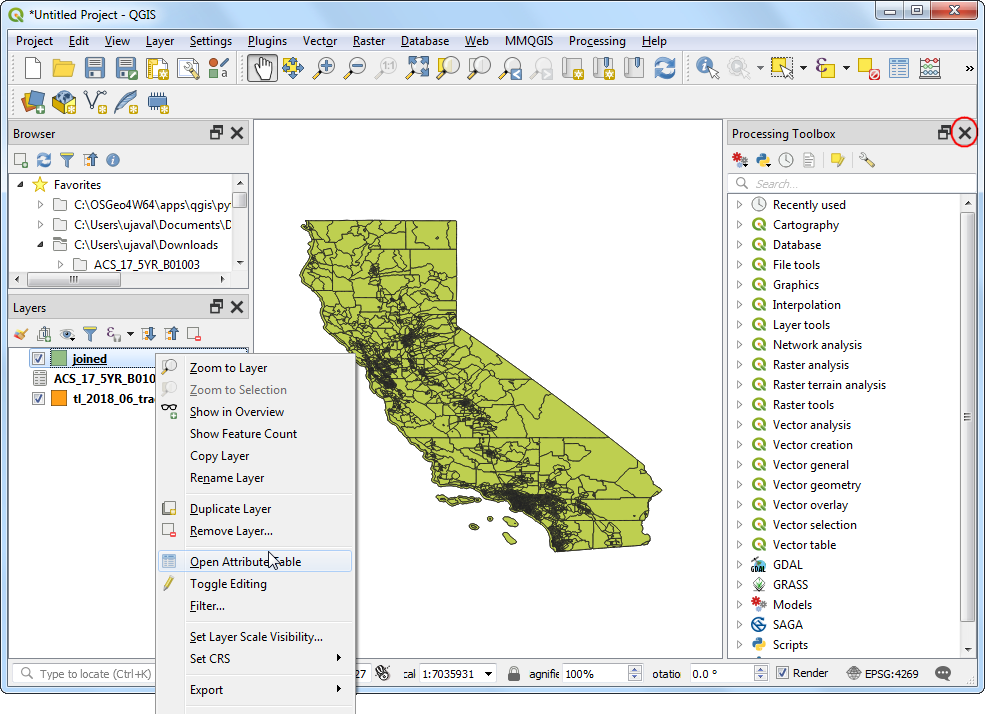 *Untitled Project - QGIS
Project Edit View Layer Settings Plugins Vector Raster Database Web MMQGIS Processing Help
Browser
Favorites
C:\OSGeo4W64\apps\qgis\py
C:\Users\ujaval\Documents\D
C:\Users\ujaval\Downloads
ACS_17_5YR_B01003
Layers
joined
ACS_17_5YR_B010
tl_2018_06_tra
Zoom to Layer
Zoom to Selection
Show in Overview
Show Feature Count
Copy Layer
Rename Layer
Duplicate Layer
Remove Layer...
Open Attribute Table
Toggle Editing
Filter...
Set Layer Scale Visibility...
Set CRS
Export
Processing Toolbox
Search...
Recently used
Cartography
Database
File tools
Graphics
Interpolation
Layer tools
Network analysis
Raster analysis
Raster terrain analysis
Raster tools
Vector analysis
Vector creation
Vector general
Vector geometry
Vector overlay
Vector selection
Vector table
GDAL
GRASS
Models
SAGA
Scripts
Type to locate (Ctrl+K) 27 cal 1:7035931 agnifie 100% otatio 0.0 ° Render EPSG:4269